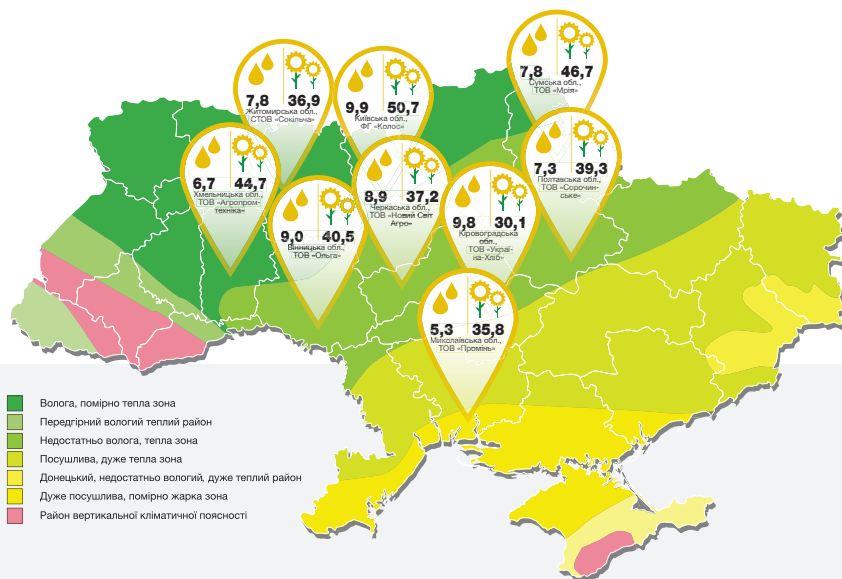 7,8 46,7
Сумська обл.,
ТОВ «Мрія»
7,8 36,9
Житомирська обл.,
СТОВ «Сокільча»
9,9 50,7
Київська обл.,
ФГ «Колос»
7,3 39,3
Полтавська обл.,
ТОВ «Сорочин-
ське»
6,7 44,7
Хмельницька обл.,
ТОВ «Агропром-
техніка»
8,9 37,2
Черкаська обл.,
ТОВ «Новий Світ
Агро»
9,8 30,1
Кіровоградська
обл.,
ТОВ «Украї-
на-Хліб»
9,0 40,5
Вінницька обл.,
ТОВ «Ольга»
5,3 35,8
Миколаївська обл.,
ТОВ «Промінь»
Волога, помірно тепла зона
Передгірний вологий теплий район
Недостатньо волога, тепла зона
Посушлива, дуже тепла зона
Донецький, недостатньо вологий, дуже теплий район
Дуже посушлива, помірно жарка зона
Район вертикальної кліматичної поясності